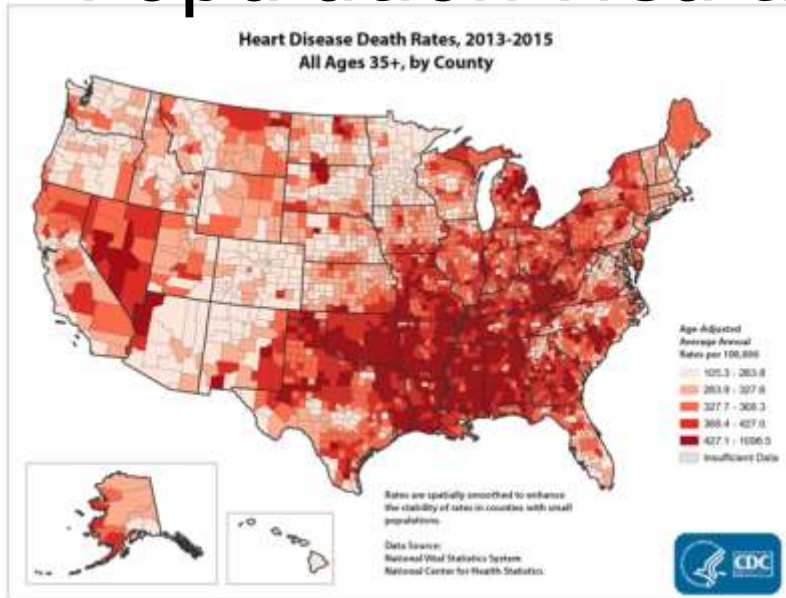 Heart Disease Death Rates, 2013-2015
All Ages 35+, by County
Age-Adjusted
Average Annual
Rates per 100,000
105.3 - 283.8
283.9 - 327.6
327.7 - 368.3
368.4 - 427.0
427.1 - 1098.5
Insufficient Data
Rates are spatially smoothed to enhance
the stability of rates in counties with small
populations.
Data Source:
National Vital Statistics System
National Center for Health Statistics
CDC